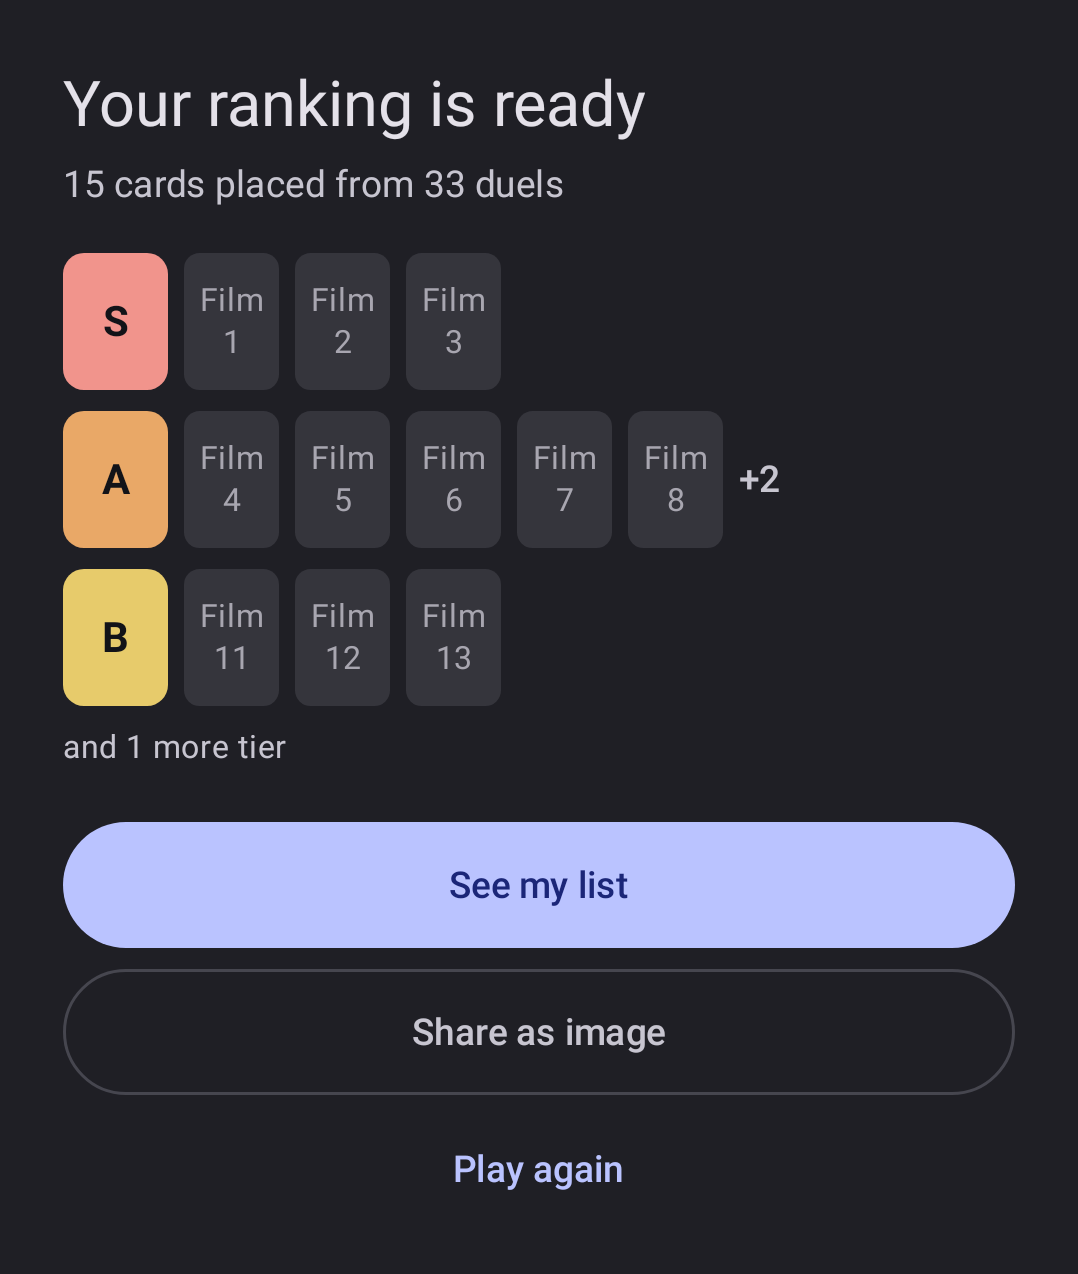 Your ranking is ready
15 cards placed from 33 duels
S
Film
1
Film
2
Film
3
A
Film
4
Film
5
Film
6
Film
7
Film
8
+2
B
Film
11
Film
12
Film
13
and 1 more tier
See my list
Share as image
Play again